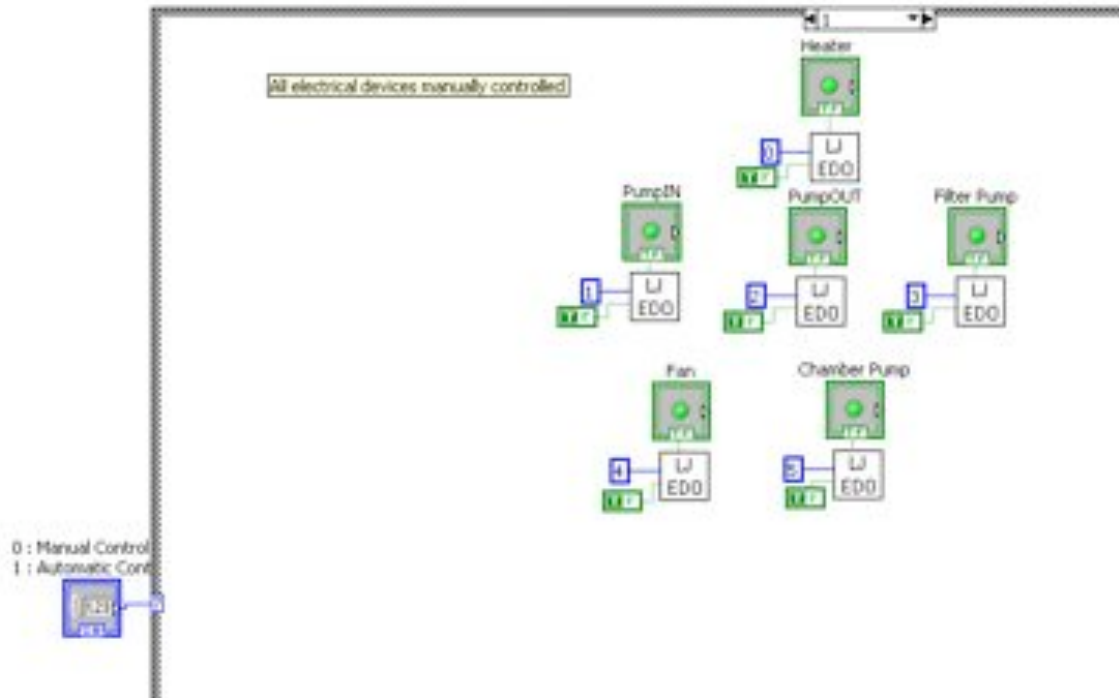 1
Heater
All electrical devices manually controlled
0
LJ
EDO
PumpIN
PumpOUT
Filter Pump
1
LJ
EDO
2
LJ
EDO
3
LJ
EDO
Fan
Chamber Pump
4
LJ
EDO
5
LJ
EDO
0 : Manual Control
1 : Automatic Cont